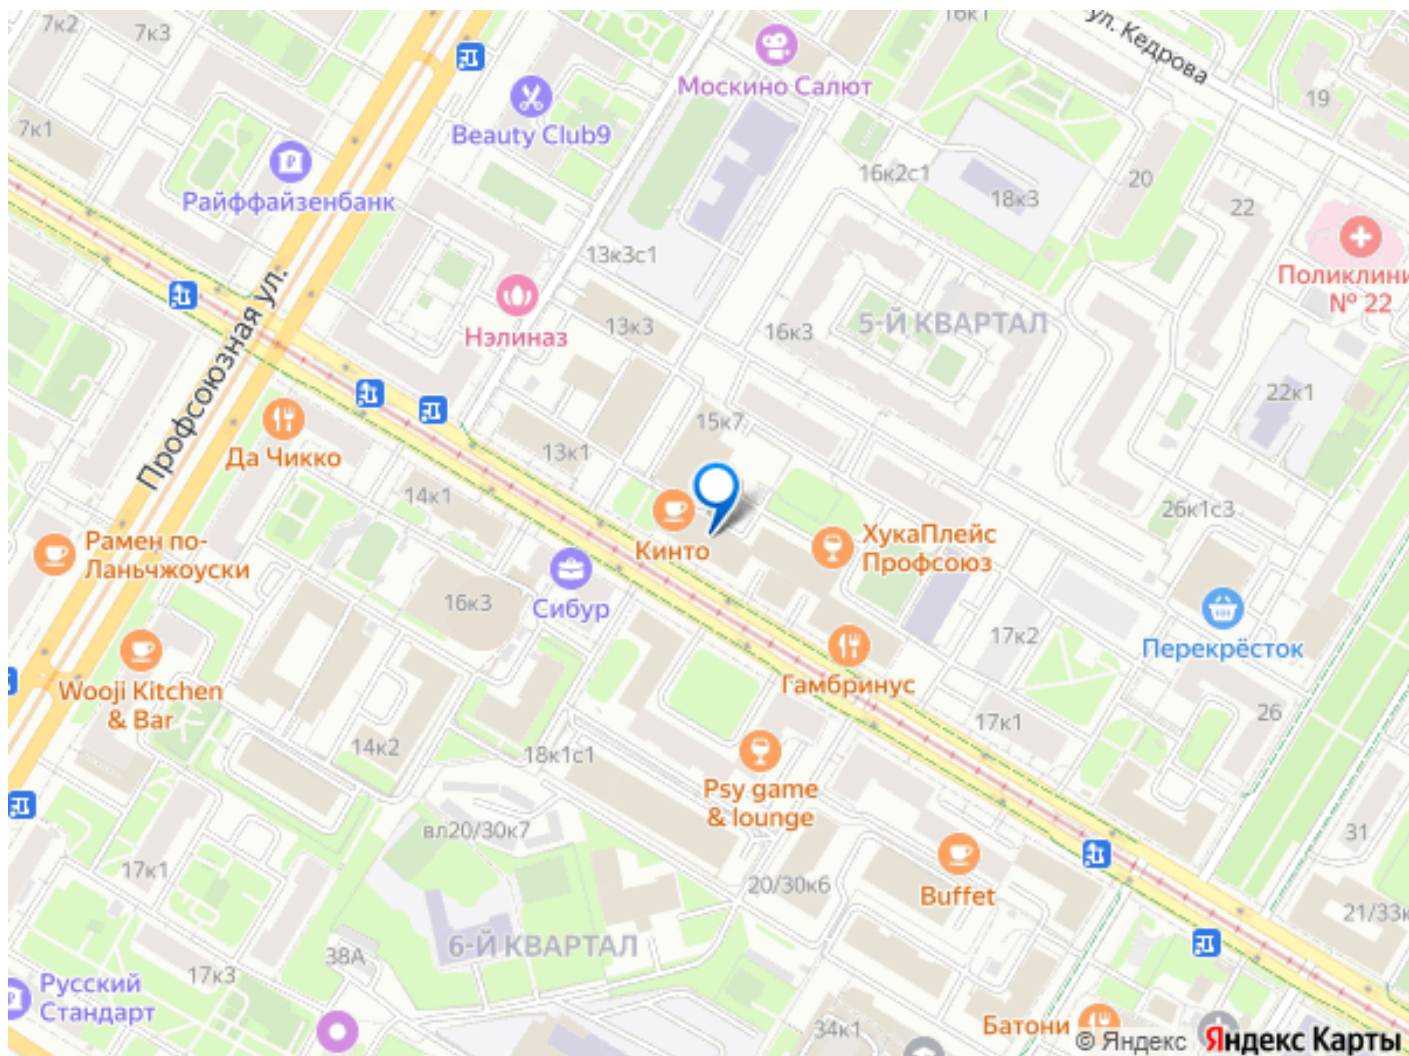 7к2
7к3
16к1
ул. Кедрова
Москино Салют
19
7к1
Beauty Club9
Райффайзенбанк
16к2с1
20
18к3
22
13к3с1
Поликлини
№ 22
Профсоюзная ул.
Нэлиназ
13к3
16к3
5-Й КВАРТАЛ
22к1
15к7
Да Чикко
13к1
14к1
26к1с3
Рамен по-
Ланьчжоуски
Кинто
ХукаПлейс
Профсоюз
16к3
Сибур
17к2
Перекрёсток
Wooji Kitchen
& Bar
Гамбринус
26
17к1
14к2
18к1с1
Psy game
& lounge
вл20/30к7
31
17к1
20/30к6
Buffet
21/33к
6-Й КВАРТАЛ
38А
17к3
Русский
Стандарт
34к1
Батони
© Яндекс Яндекс Карты